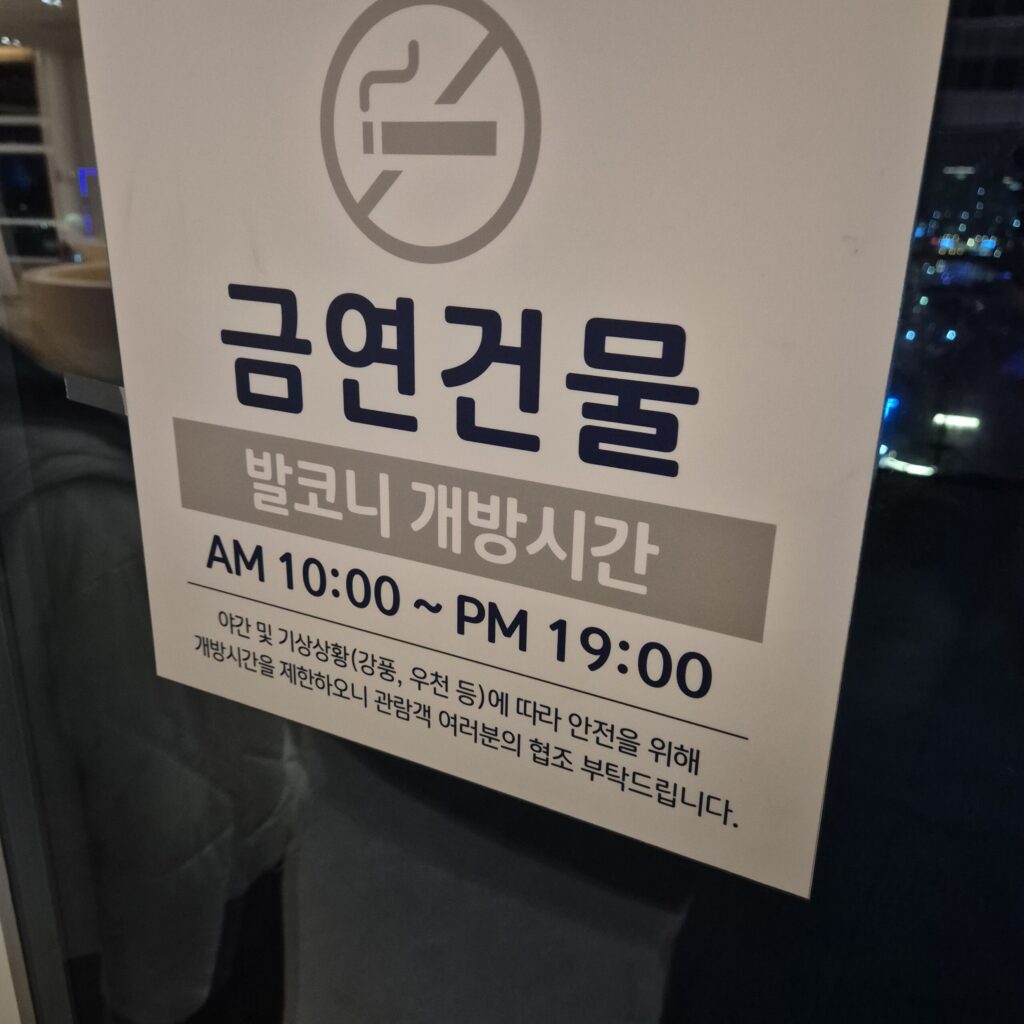 금연건물
발코니 개방시간
AM 10:00 ~ PM 19:00
야간 및 기상상황(강풍, 우천 등)에 따라 안전을 위해
개방시간을 제한하오니 관람객 여러분의 협조 부탁드립니다.